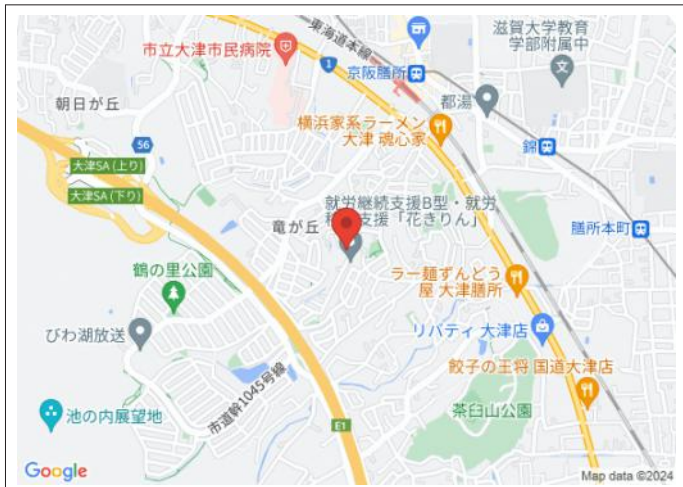 東海道本線
滋賀大学教育
学部附属中
市立大津市民病院
1
京阪膳所
朝日が丘
都湯
横浜家系ラーメン
大津 魂心家
錦
56
大津SA (上り)
大津SA (下り)
就労継続支援B型・就労
支援「花きりん」
竜が丘
膳所本町
鶴の里公園
ラー麺ずんどう
屋 大津膳所
びわ湖放送
リバティ 大津店
餃子の王将 国道大津店
市道幹1045号線
茶臼山公園
池の内展望地
E1
Google
Map data ©2024